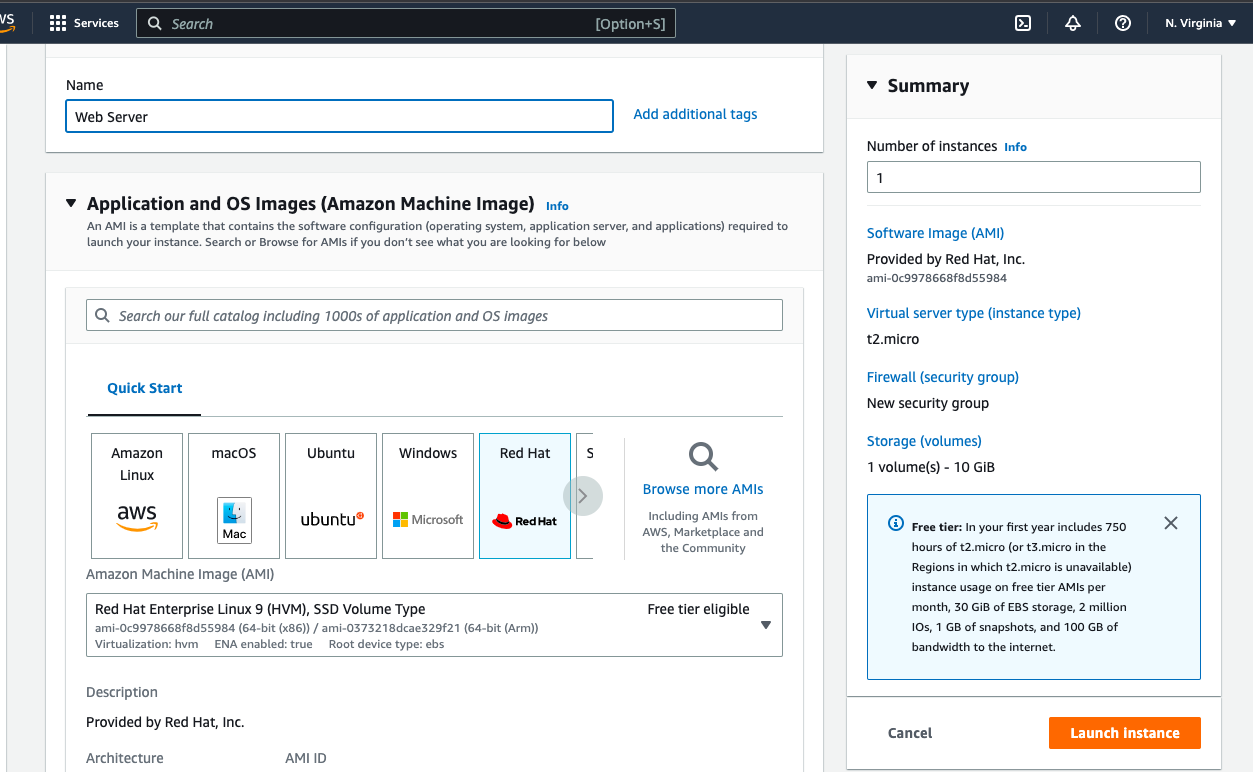 Services
Search [Option+S]
N. Virginia
Name
Web Server
Add additional tags
Application and OS Images (Amazon Machine Image) Info
An AMI is a template that contains the software configuration (operating system, application server, and applications) required to
launch your instance. Search or Browse for AMIs if you don't see what you are looking for below
Search our full catalog including 1000s of application and OS images
Quick Start
Amazon
Linux
aws
macOS
Mac
Ubuntu
ubuntu
Windows
Microsoft
Red Hat
Red Hat
S
Browse more AMIs
Including AMIs from
AWS, Marketplace and
the Community
Amazon Machine Image (AMI)
Red Hat Enterprise Linux 9 (HVM), SSD Volume Type
Free tier eligible
ami-0c9978668f8d55984 (64-bit (x86)) / ami-0373218dcae329f21 (64-bit (Arm))
Virtualization: hvm ENA enabled: true Root device type: ebs
Description
Provided by Red Hat, Inc.
Architecture AMI ID
Summary
Number of instances Info
1
Software Image (AMI)
Provided by Red Hat, Inc.
ami-0c9978668f8d55984
Virtual server type (instance type)
t2.micro
Firewall (security group)
New security group
Storage (volumes)
1 volume(s) - 10 GiB
Free tier: In your first year includes 750
hours of t2.micro (or t3.micro in the
Regions in which t2.micro is unavailable)
instance usage on free tier AMIs per
month, 30 GiB of EBS storage, 2 million
IOs, 1 GB of snapshots, and 100 GB of
bandwidth to the internet.
Cancel
Launch instance